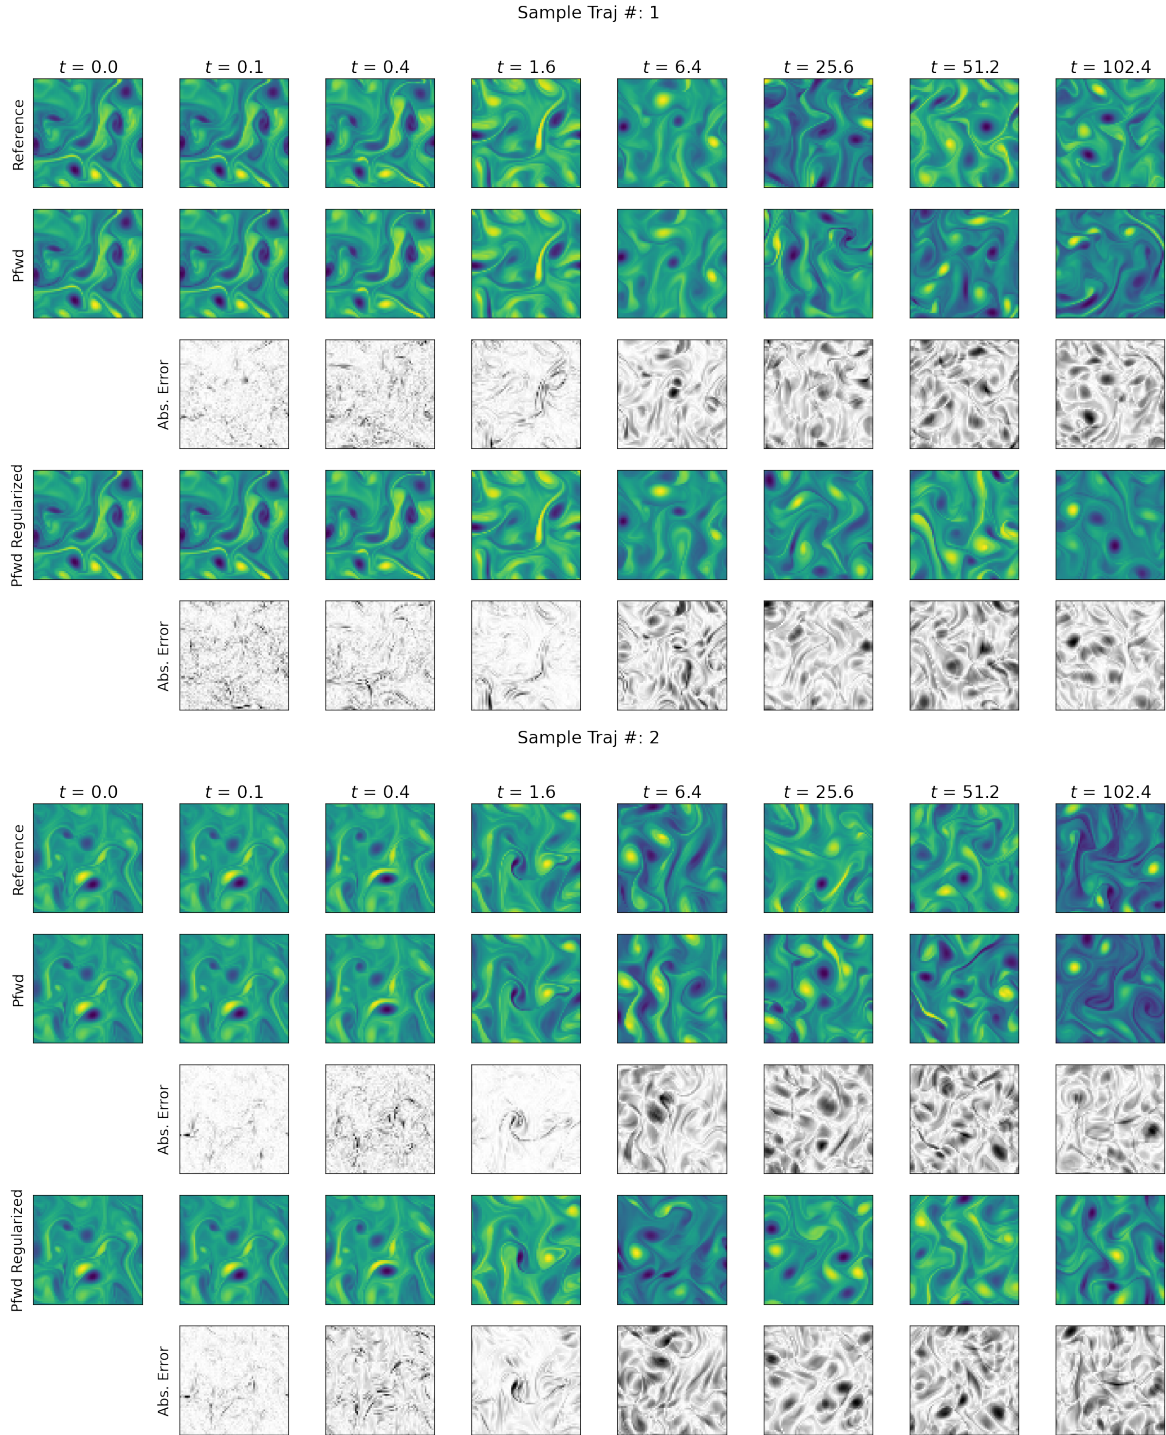 Sample Traj #: 1
t = 0.0 t = 0.1 t = 0.4 t = 1.6 t = 6.4 t = 25.6 t = 51.2 t = 102.4
Reference
Pfwd
Abs. Error
Pfwd Regularized
Abs. Error
Sample Traj #: 2
t = 0.0 t = 0.1 t = 0.4 t = 1.6 t = 6.4 t = 25.6 t = 51.2 t = 102.4
Reference
Pfwd
Abs. Error
Pfwd Regularized
Abs. Error